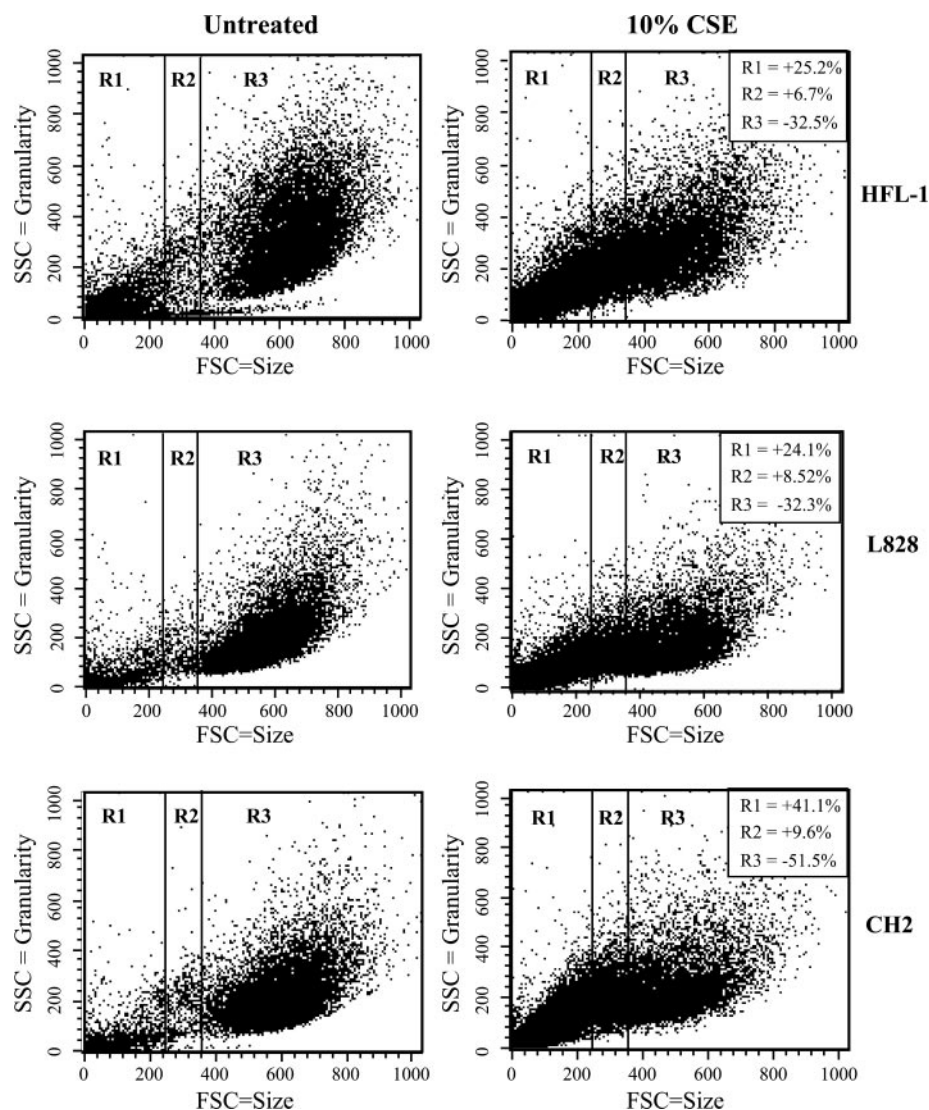 Untreated
10% CSE
R1 R2 R3
R1 R2 R3
R1 = +25.2%
R2 = +6.7%
R3 = -32.5%
SSC = Granularity
0 200 400 600 800 1000
0 200 400 600 800 1000
FSC=Size
SSC = Granularity
0 200 400 600 800 1000
0 200 400 600 800 1000
FSC=Size
HFL-1
R1 R2 R3
R1 R2 R3
R1 = +24.1%
R2 = +8.52%
R3 = -32.3%
SSC = Granularity
0 200 400 600 800 1000
0 200 400 600 800 1000
FSC=Size
SSC = Granularity
0 200 400 600 800 1000
0 200 400 600 800 1000
FSC=Size
L828
R1 R2 R3
R1 R2 R3
R1 = +41.1%
R2 = +9.6%
R3 = -51.5%
SSC = Granularity
0 200 400 600 800 1000
0 200 400 600 800 1000
FSC=Size
SSC = Granularity
0 200 400 600 800 1000
0 200 400 600 800 1000
FSC=Size
CH2